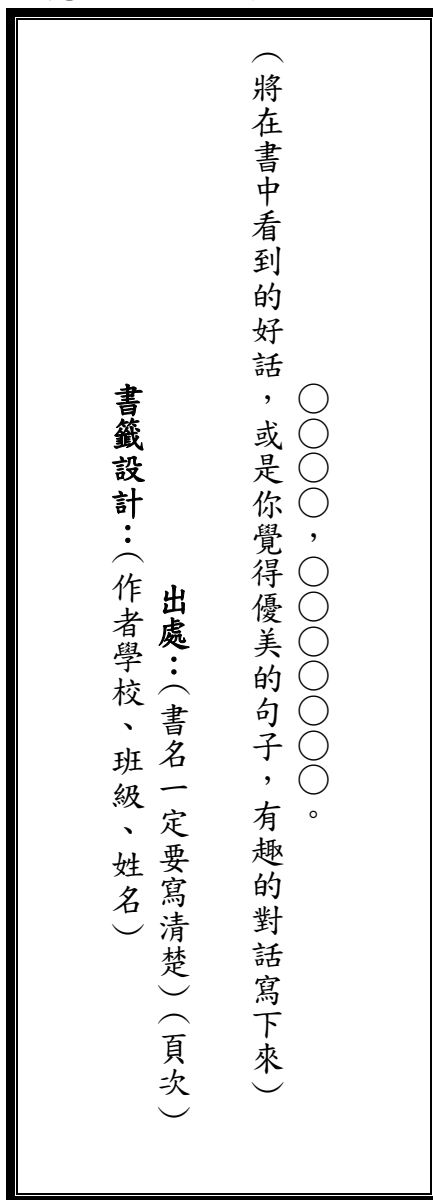 ○○○○，○○○○○○○。
（將在書中看到的好話，或是你覺得優美的句子，有趣的對話寫下來）
出處：（書名一定要寫清楚）（頁次）
書籤設計：（作者學校、班級、姓名）